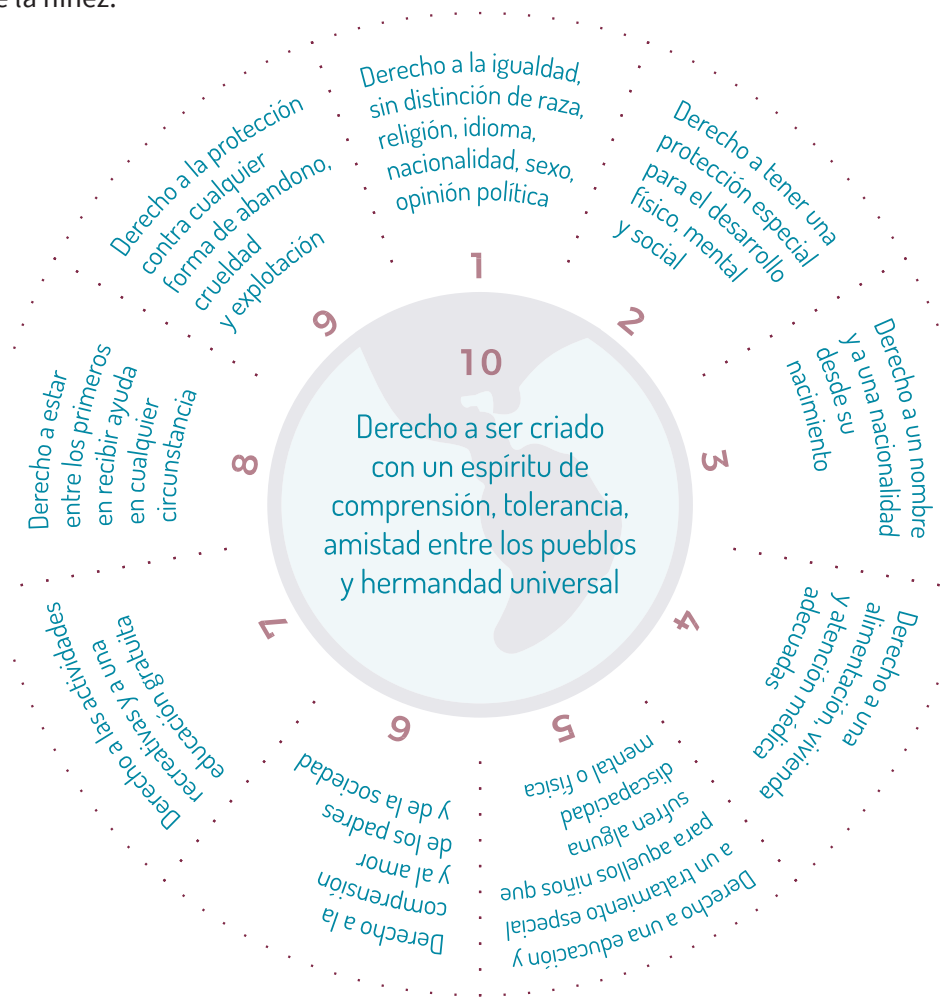 e la niñez.
Derecho a la igualdad,
sin distinción de raza,
religión, idioma,
nacionalidad, sexo,
opinión política
1
Derecho a tener una
protección especial
para el desarrollo
físico, mental
y social
2
Derecho a un nombre
y a una nacionalidad
desde su
nacimiento
3
Derecho a una
alimentación, vivienda
y atención médica
adecuadas
4
Derecho a una educación y
a un tratamiento especial
para aquellos niños que
sufren alguna
discapacidad
mental o física
5
Derecho a la
comprensión
y al amor
de los padres
y de la sociedad
6
Derecho a las actividades
recreativas y a una
educación gratuita
7
Derecho a estar
entre los primeros
en recibir ayuda
en cualquier
circunstancia
8
Derecho a la protección
contra cualquier
forma de abandono,
crueldad
y explotación
9
10
Derecho a ser criado
con un espíritu de
comprensión, tolerancia,
amistad entre los pueblos
y hermandad universal